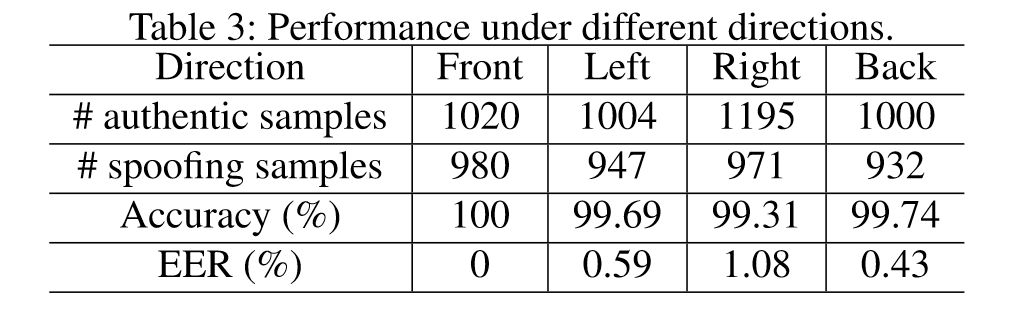 Table 3: Performance under different directions.
Direction Front Left Right Back
# authentic samples 1020 1004 1195 1000
# spoofing samples 980 947 971 932
Accuracy (%) 100 99.69 99.31 99.74
EER (%) 0 0.59 1.08 0.43